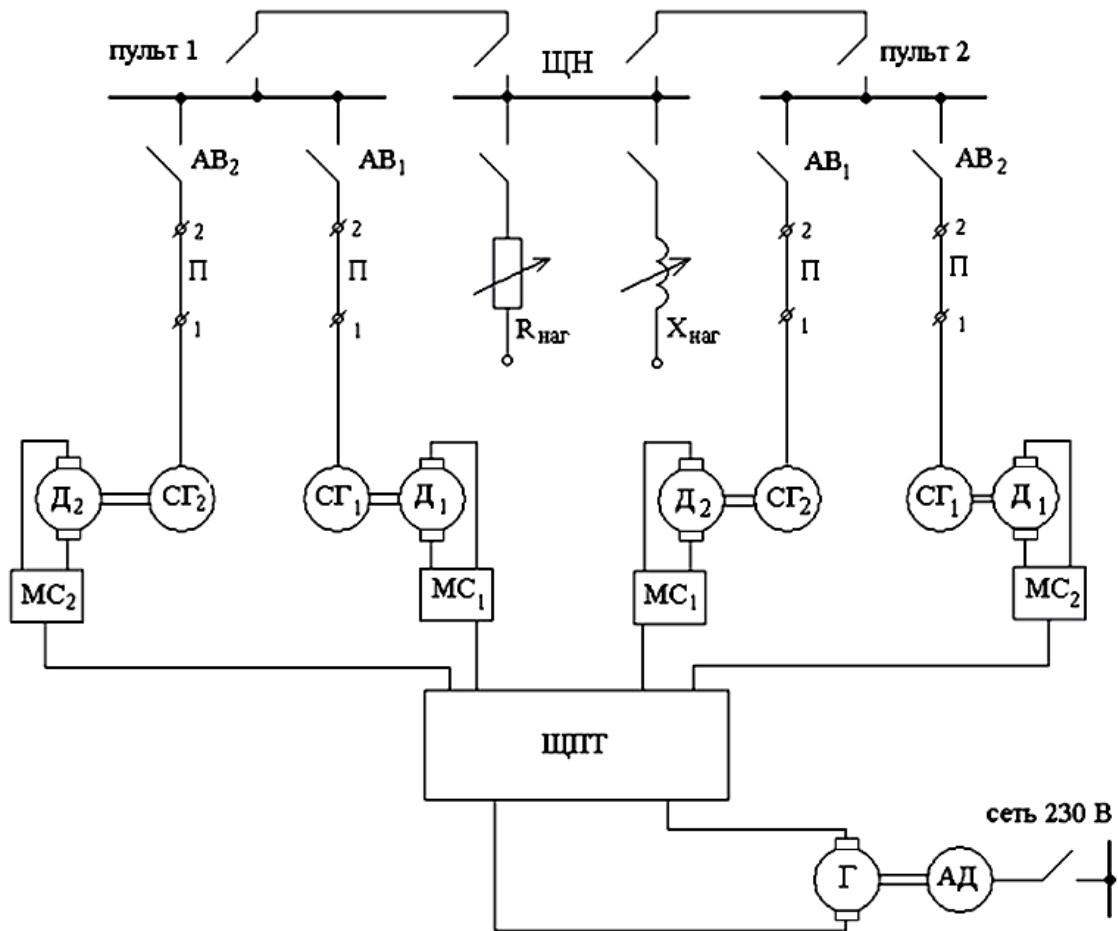 пульт 1
ЩН
пульт 2
АВ₂
АВ₁
АВ₁
АВ₂
2
2
2
2
П
П
П
П
1
1
1
1
Rнаг
Xнаг
Д₂
СГ₂
СГ₁
Д₁
Д₂
СГ₂
СГ₁
Д₁
МС₂
МС₁
МС₁
МС₂
ЩПТ
сеть 230 В
Г
АД